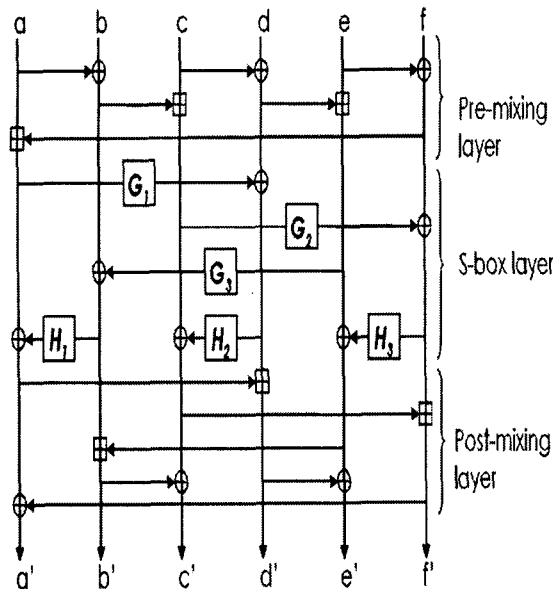 a b c d e f
Pre-mixing
layer
G₁
G₂
S-box layer
G₃
H₁ H₂ H₃
Post-mixing
layer
a' b' c' d' e' f'